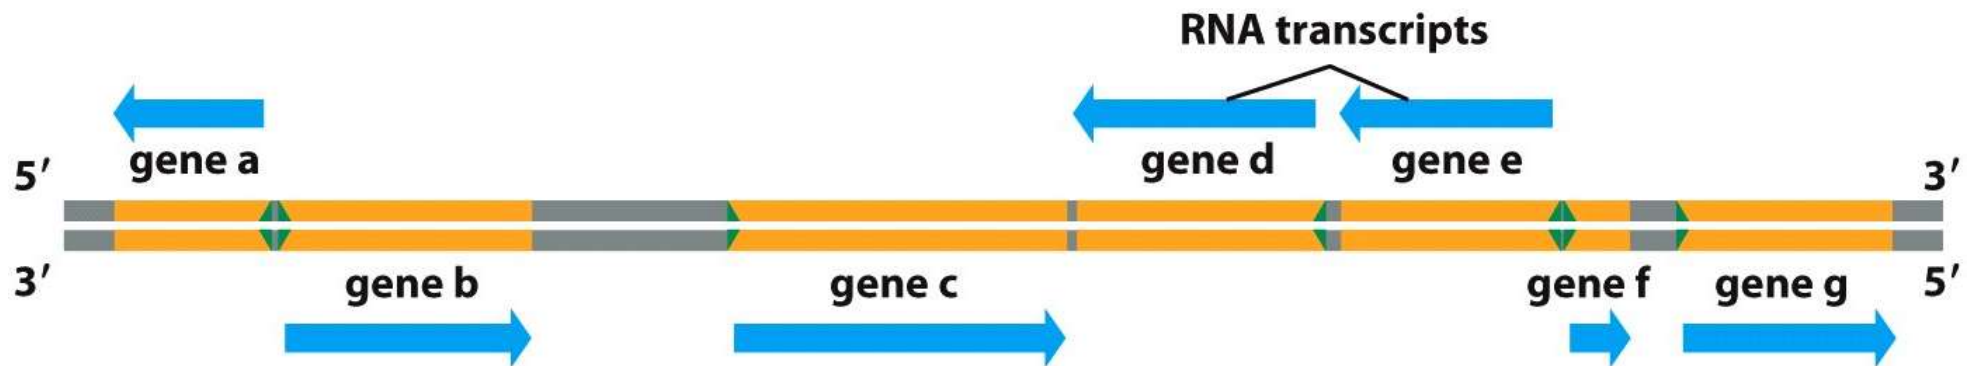 RNA transcripts
gene a
gene d
gene e
5′
3′
3′
5′
gene b
gene c
gene f
gene g